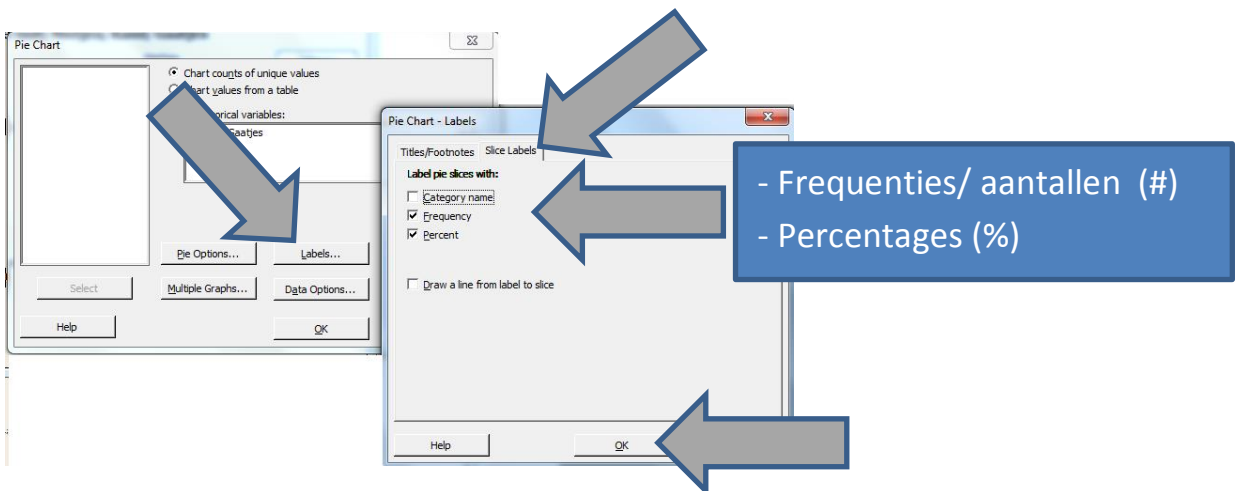 Pie Chart
Chart counts of unique values
Chart values from a table
variables:
Gaatjes
Pie Options...
Labels...
Select
Multiple Graphs...
Data Options...
Help
OK
Pie Chart - Labels
Titles/Footnotes
Slice Labels
Label pie slices with:
Category name
Frequency
Percent
Draw a line from label to slice
Help
OK
- Frequenties/ aantallen (#)
- Percentages (%)